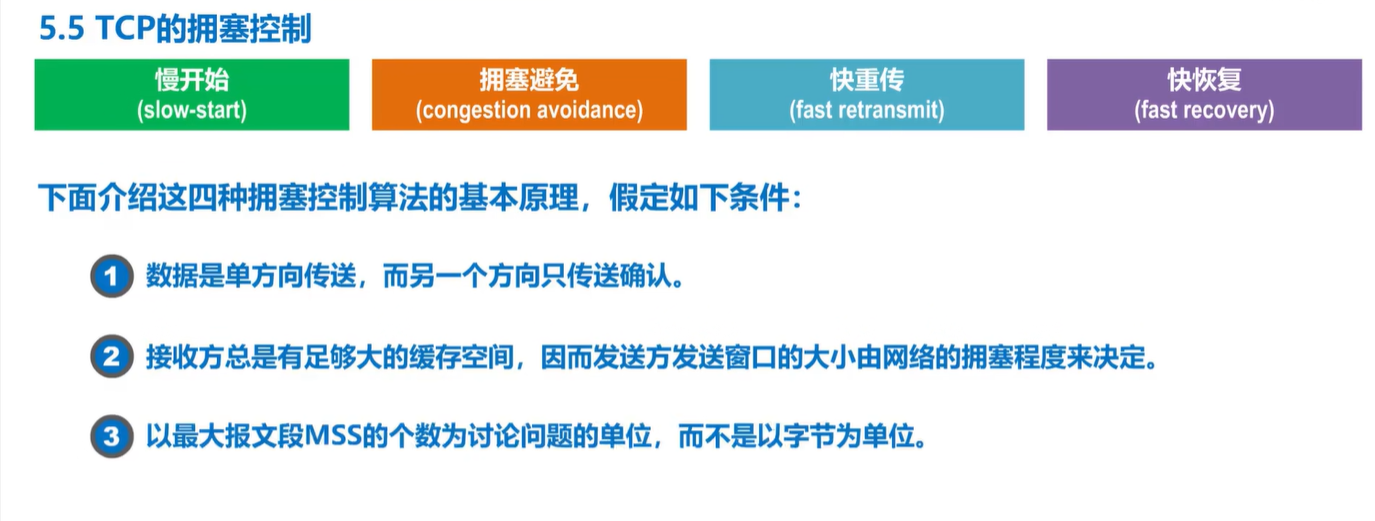 5.5 TCP的拥塞控制
慢开始
(slow-start)
拥塞避免
(congestion avoidance)
快重传
(fast retransmit)
快恢复
(fast recovery)
下面介绍这四种拥塞控制算法的基本原理，假定如下条件：
1 数据是单方向传送，而另一个方向只传送确认。
2 接收方总是有足够大的缓存空间，因而发送方发送窗口的大小由网络的拥塞程度来决定。
3 以最大报文段MSS的个数为讨论问题的单位，而不是以字节为单位。